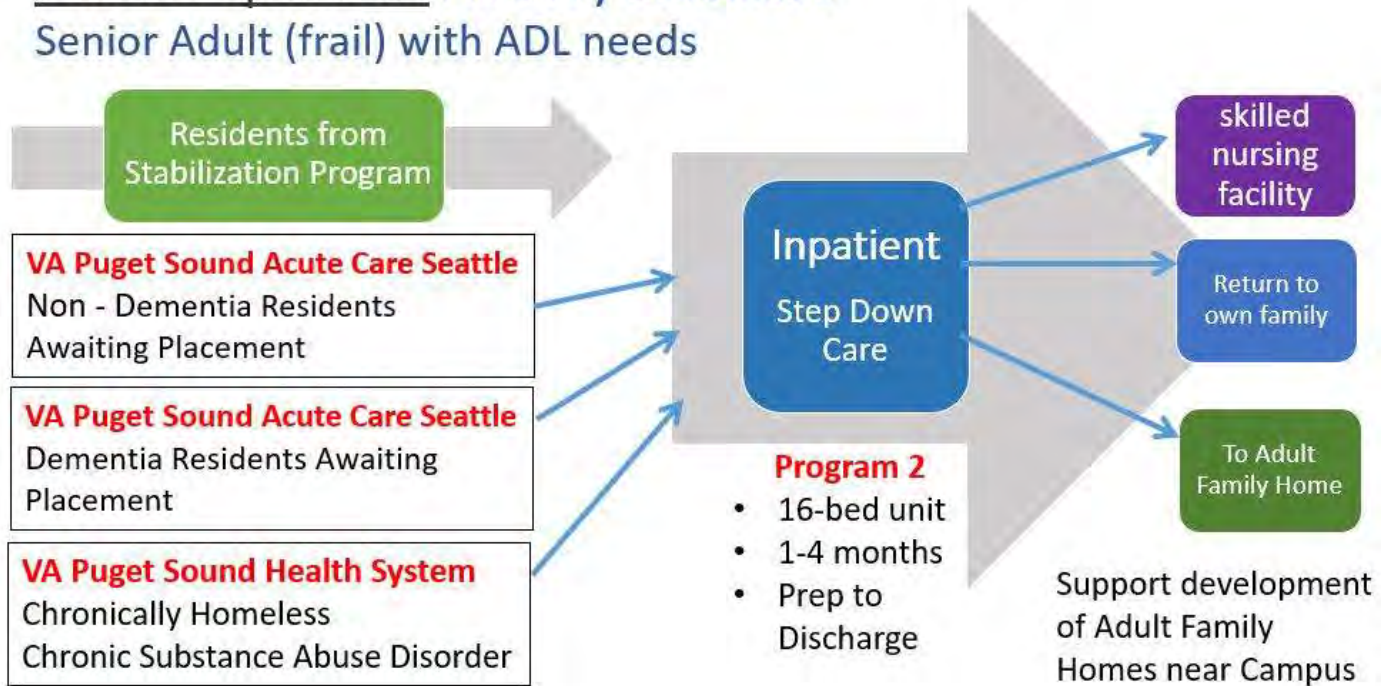 Senior Adult (frail) with ADL needs
Residents from
Stabilization Program
VA Puget Sound Acute Care Seattle
Non - Dementia Residents
Awaiting Placement
VA Puget Sound Acute Care Seattle
Dementia Residents Awaiting
Placement
VA Puget Sound Health System
Chronically Homeless
Chronic Substance Abuse Disorder
Inpatient
Step Down
Care
Program 2
• 16-bed unit
• 1-4 months
• Prep to
Discharge
skilled
nursing
facility
Return to
own family
To Adult
Family Home
Support development
of Adult Family
Homes near Campus